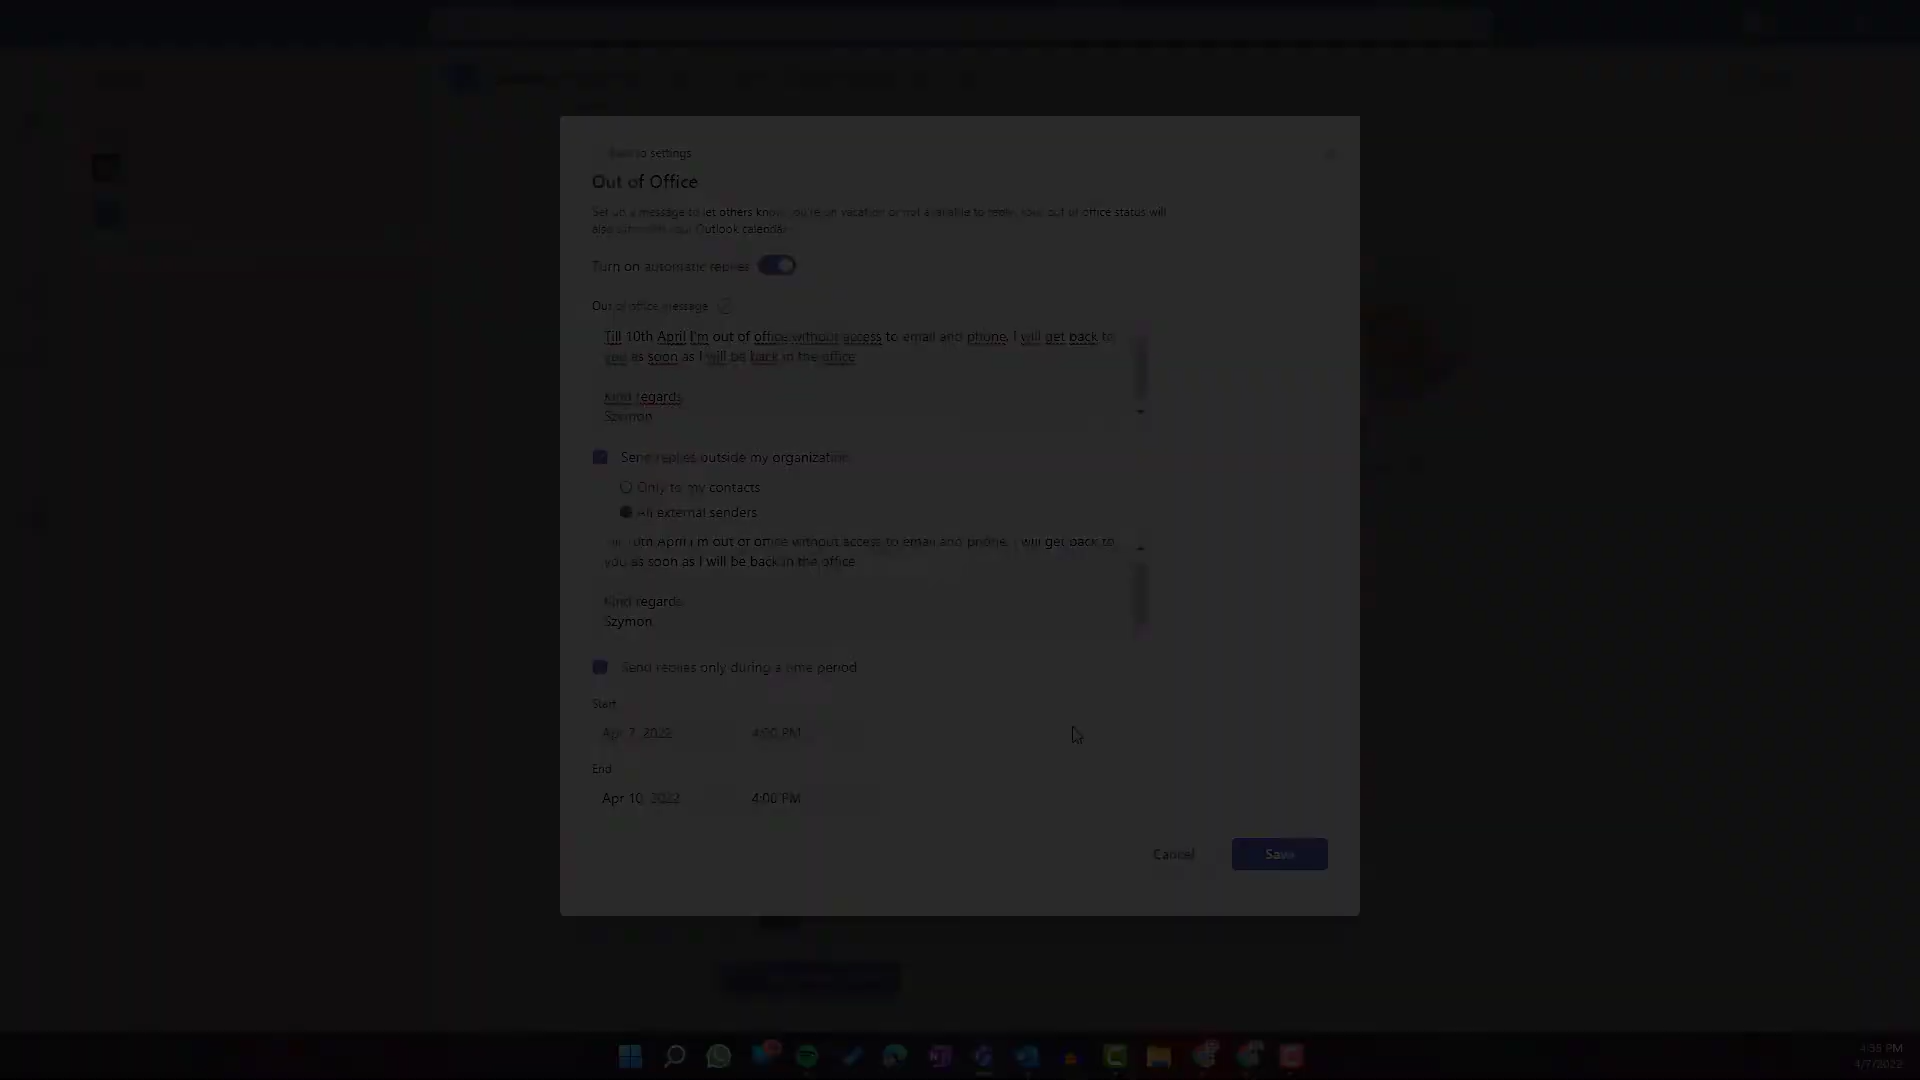 Back to settings
Out of Office
Set up a message to let others know you're on vacation or not available to reply. Your out of office status will
also sync with your Outlook calendar.
Turn on automatic replies
Out of office message
Till 10th April I'm out of office without access to email and phone, I will get back to
you as soon as I will be back in the office
Kind regards
Szymon
Send replies outside my organization
Only to my contacts
All external senders
Till 10th April I'm out of office without access to email and phone, I will get back to
you as soon as I will be back in the office
Kind regards
Szymon
Send replies only during a time period
Start
Apr 7, 2022 4:00 PM
End
Apr 10, 2022 4:00 PM
Cancel Save
4:35 PM
4/7/2022